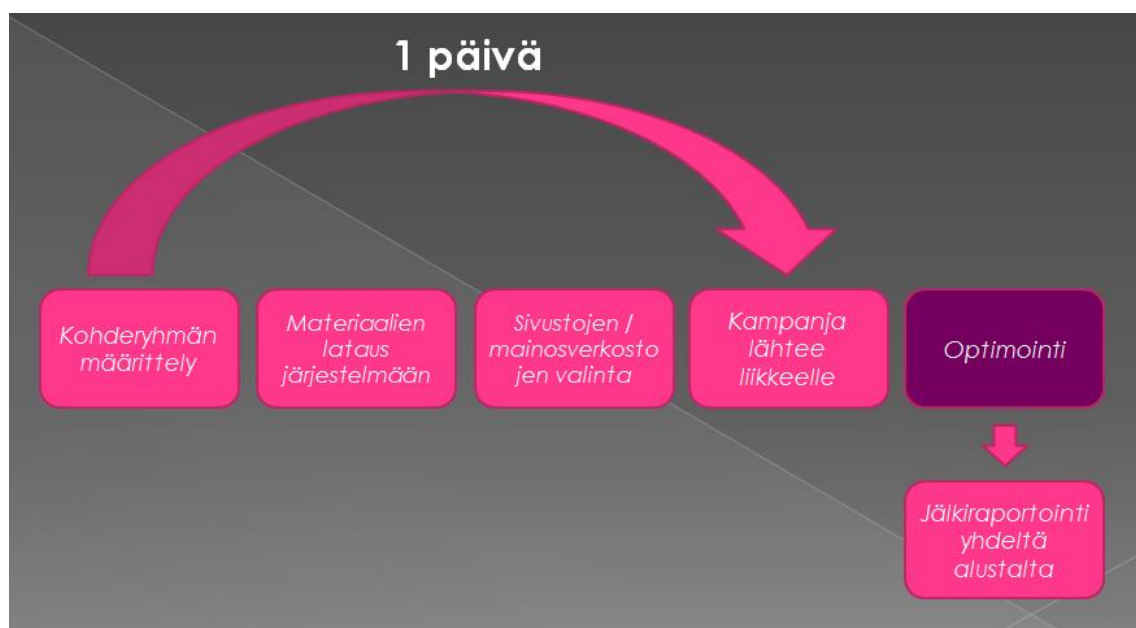 1 päivä
Kohderyhmän
määrittely
Materiaalien
lataus
järjestelmään
Sivustojen /
mainosverkosto
jen valinta
Kampanja
lähtee
liikkeelle
Optimointi
Jälkiraportointi
yhdeltä
alustalta